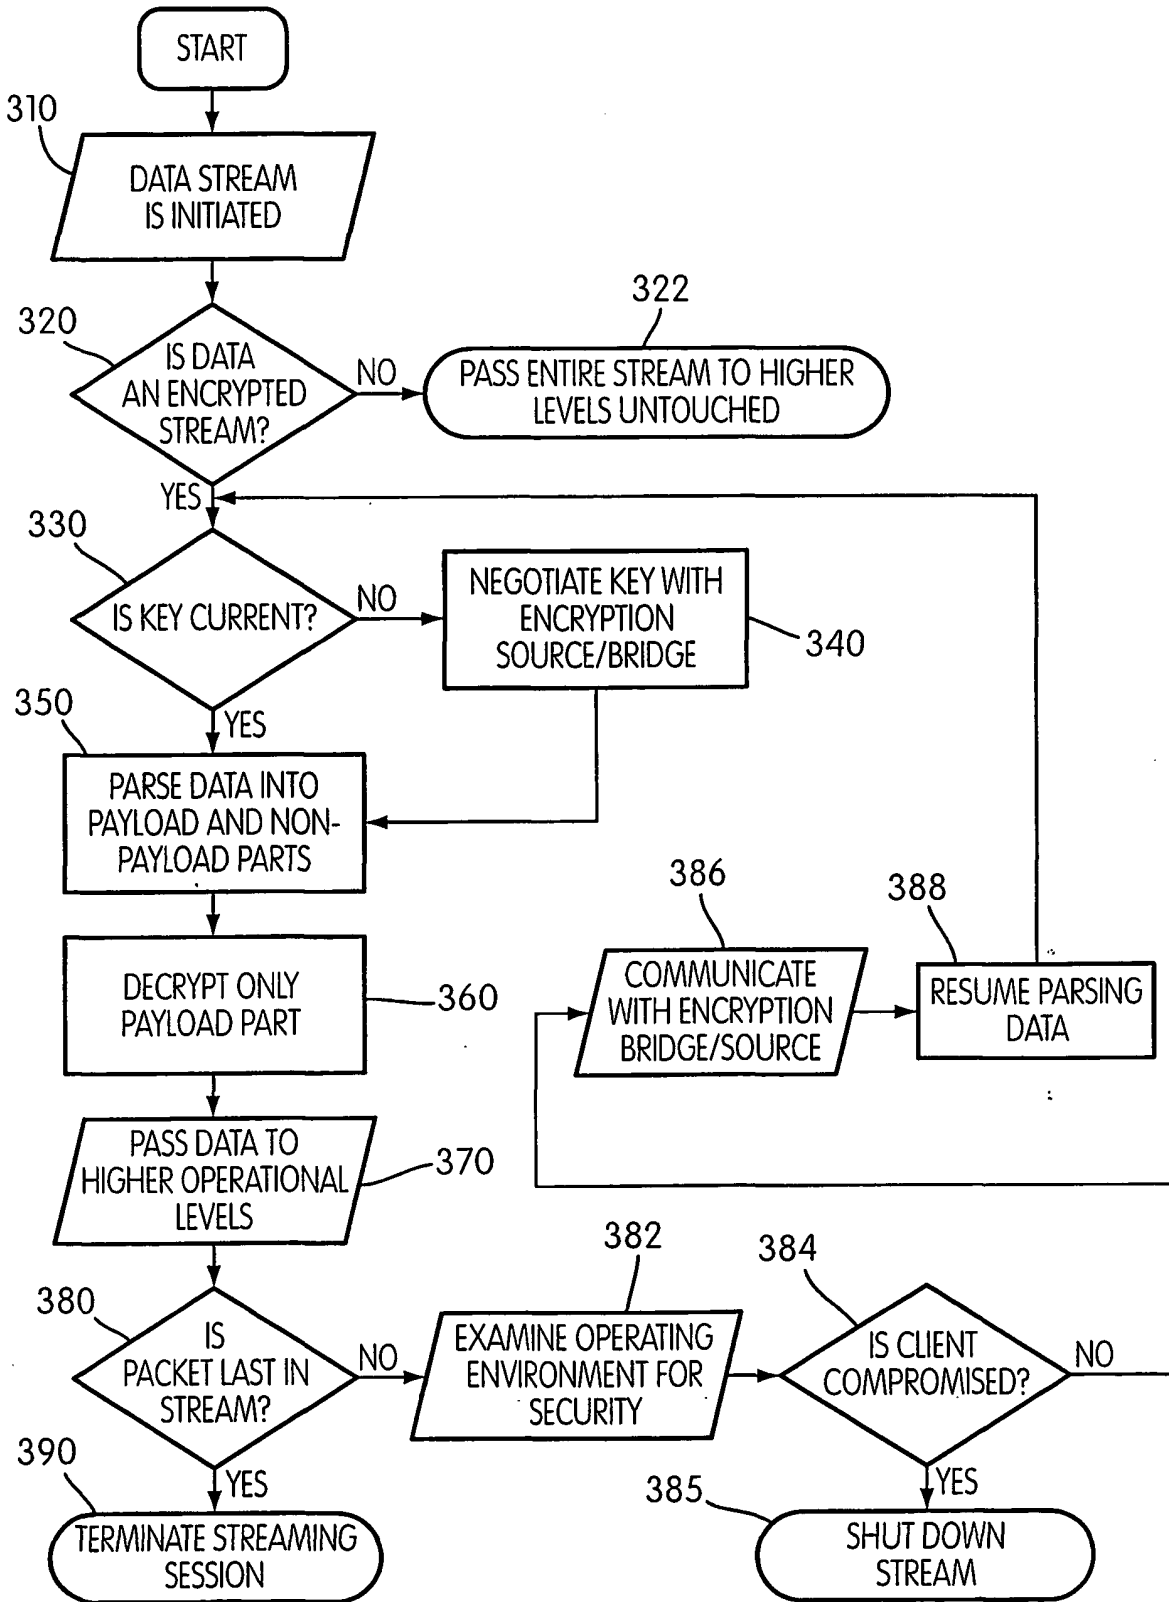 START
310
DATA STREAM
IS INITIATED
320
IS DATA
AN ENCRYPTED
STREAM?
NO
322
PASS ENTIRE STREAM TO HIGHER
LEVELS UNTOUCHED
YES
330
IS KEY CURRENT?
NO
NEGOTIATE KEY WITH
ENCRYPTION
SOURCE/BRIDGE
340
350
YES
PARSE DATA INTO
PAYLOAD AND NON-
PAYLOAD PARTS
DECRYPT ONLY
PAYLOAD PART
360
386
COMMUNICATE
WITH ENCRYPTION
BRIDGE/SOURCE
388
RESUME PARSING
DATA
PASS DATA TO
HIGHER OPERATIONAL
LEVELS
370
380
IS
PACKET LAST IN
STREAM?
NO
382
EXAMINE OPERATING
ENVIRONMENT FOR
SECURITY
384
IS CLIENT
COMPROMISED?
NO
390
YES
TERMINATE STREAMING
SESSION
385
YES
SHUT DOWN
STREAM